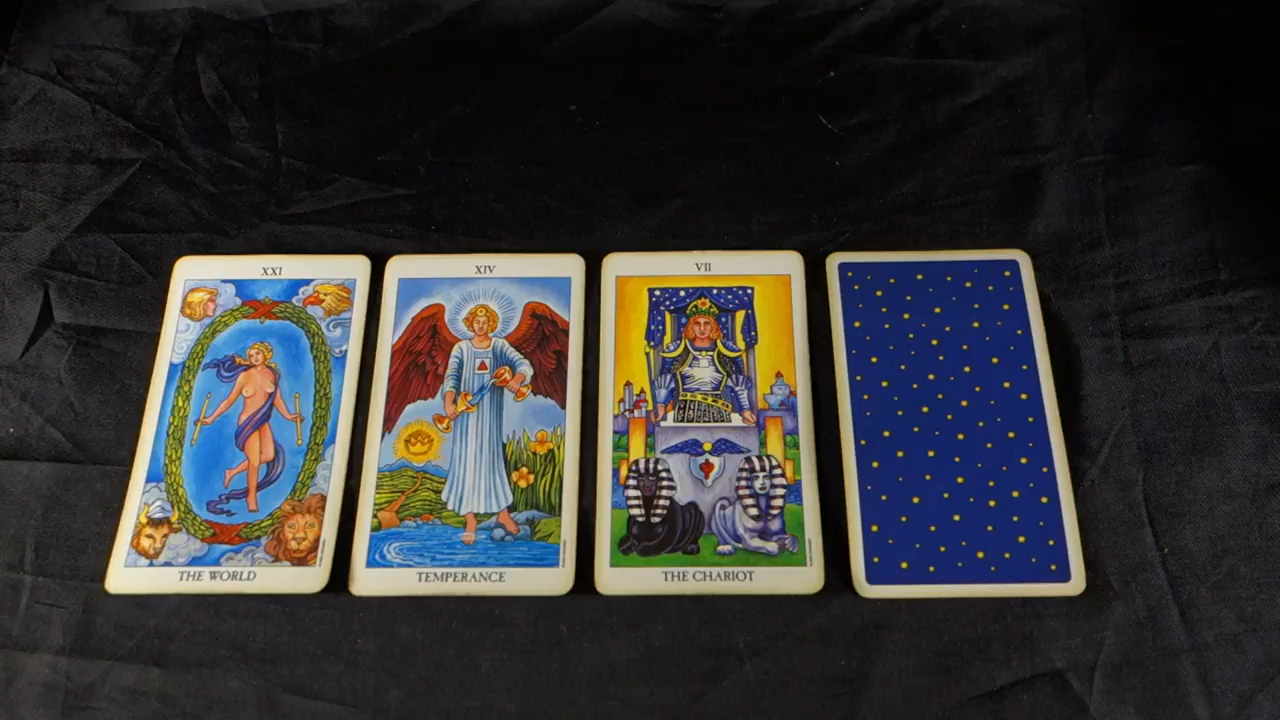 XXI
THE WORLD
XIV
TEMPERANCE
VII
THE CHARIOT